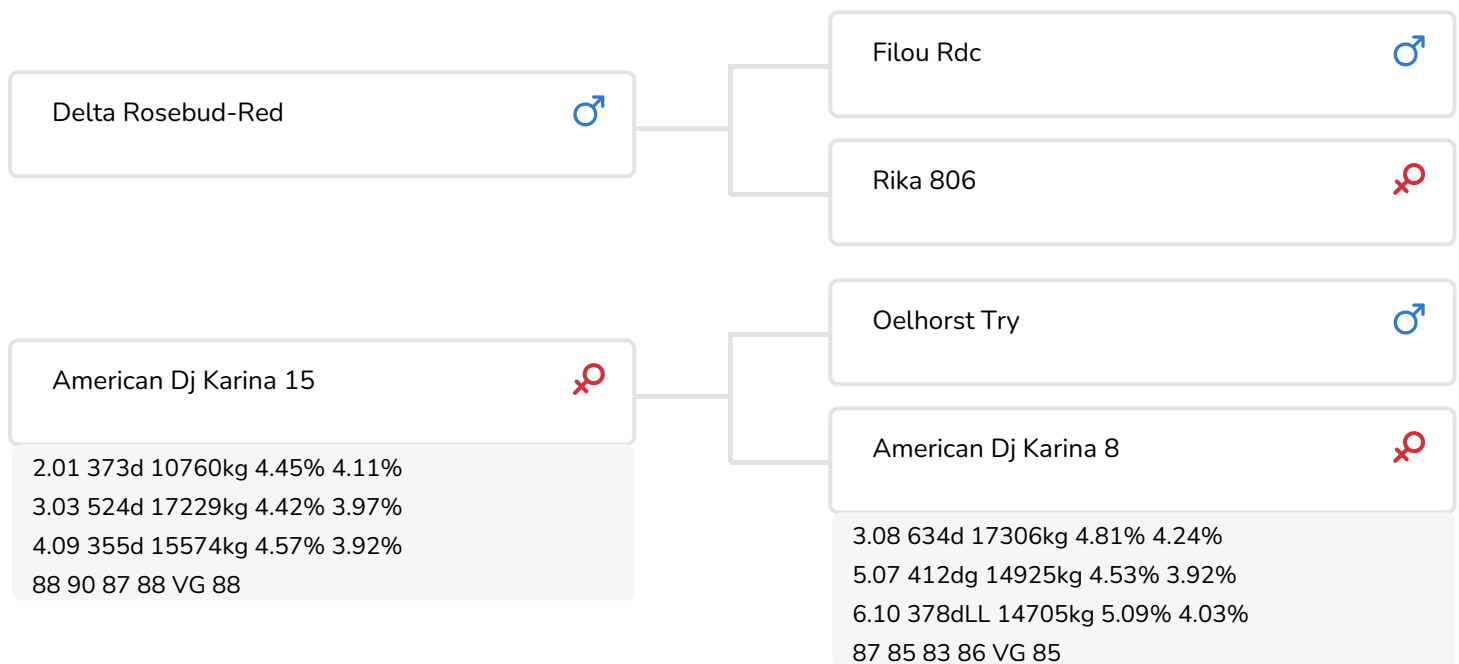 Filou Rdc
Delta Rosebud-Red
Rika 806
Oelhorst Try
American Dj Karina 15
American Dj Karina 8
2.01 373d 10760kg 4.45% 4.11%
3.03 524d 17229kg 4.42% 3.97%
4.09 355d 15574kg 4.57% 3.92%
88 90 87 88 VG 88
3.08 634d 17306kg 4.81% 4.24%
5.07 412dg 14925kg 4.53% 3.92%
6.10 378dLL 14705kg 5.09% 4.03%
87 85 83 86 VG 85